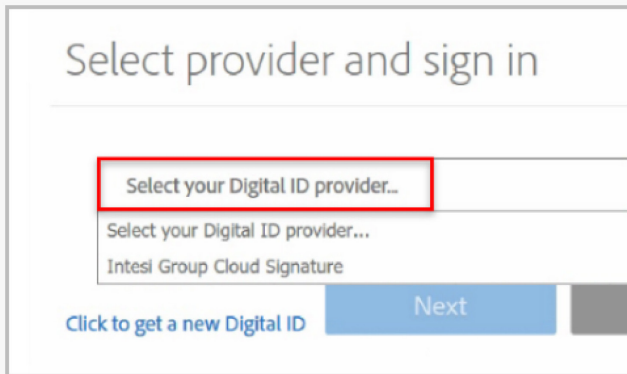 Select provider and sign in
Select your Digital ID provider...
Select your Digital ID provider...
Intesi Group Cloud Signature
Next
Click to get a new Digital ID